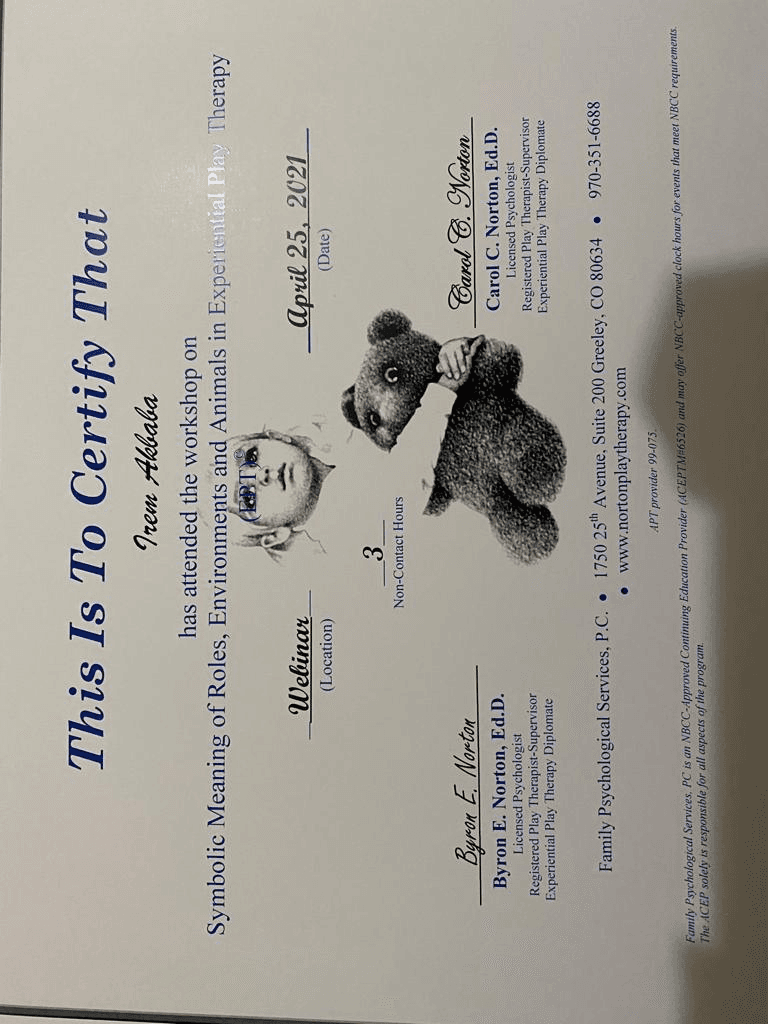 This Is To Certify That
Irem Akbaba
has attended the workshop on
Symbolic Meaning of Roles, Environments and Animals in Experiential Play Therapy
(EPT)©
Webinar
(Location)
April 25, 2021
(Date)
3
Non-Contact Hours
Byron E. Norton
Byron E. Norton, Ed.D.
Licensed Psychologist
Registered Play Therapist-Supervisor
Experiential Play Therapy Diplomate
Carol C. Norton
Carol C. Norton, Ed.D.
Licensed Psychologist
Registered Play Therapist-Supervisor
Experiential Play Therapy Diplomate
Family Psychological Services, P.C. • 1750 25th Avenue, Suite 200 Greeley, CO 80634 • 970-351-6688
• www.nortonplaytherapy.com
APT provider 99-075.
Family Psychological Services, PC is an NBCC-Approved Continuing Education Provider (ACEPTM#6526) and may offer NBCC-approved clock hours for events that meet NBCC requirements.
The ACEP solely is responsible for all aspects of the program.